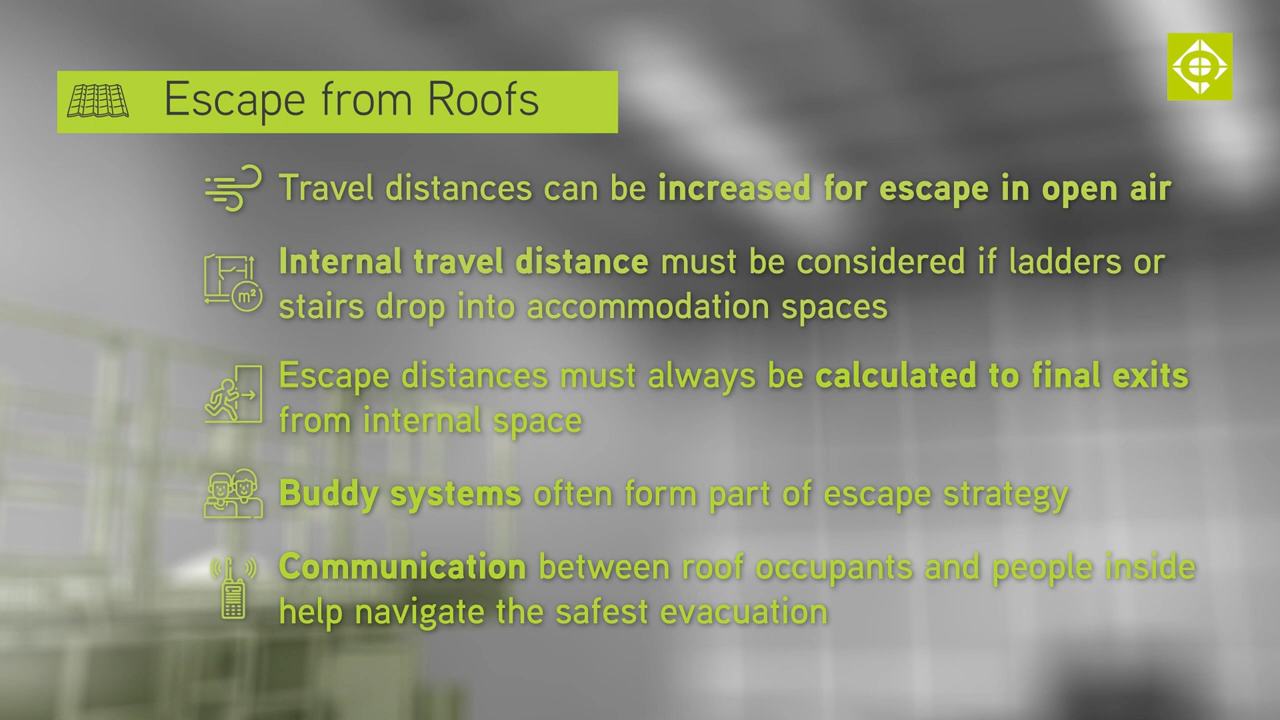 Escape from Roofs
Travel distances can be increased for escape in open air
Internal travel distance must be considered if ladders or
stairs drop into accommodation spaces
m²
Escape distances must always be calculated to final exits
from internal space
Buddy systems often form part of escape strategy
Communication between roof occupants and people inside
help navigate the safest evacuation